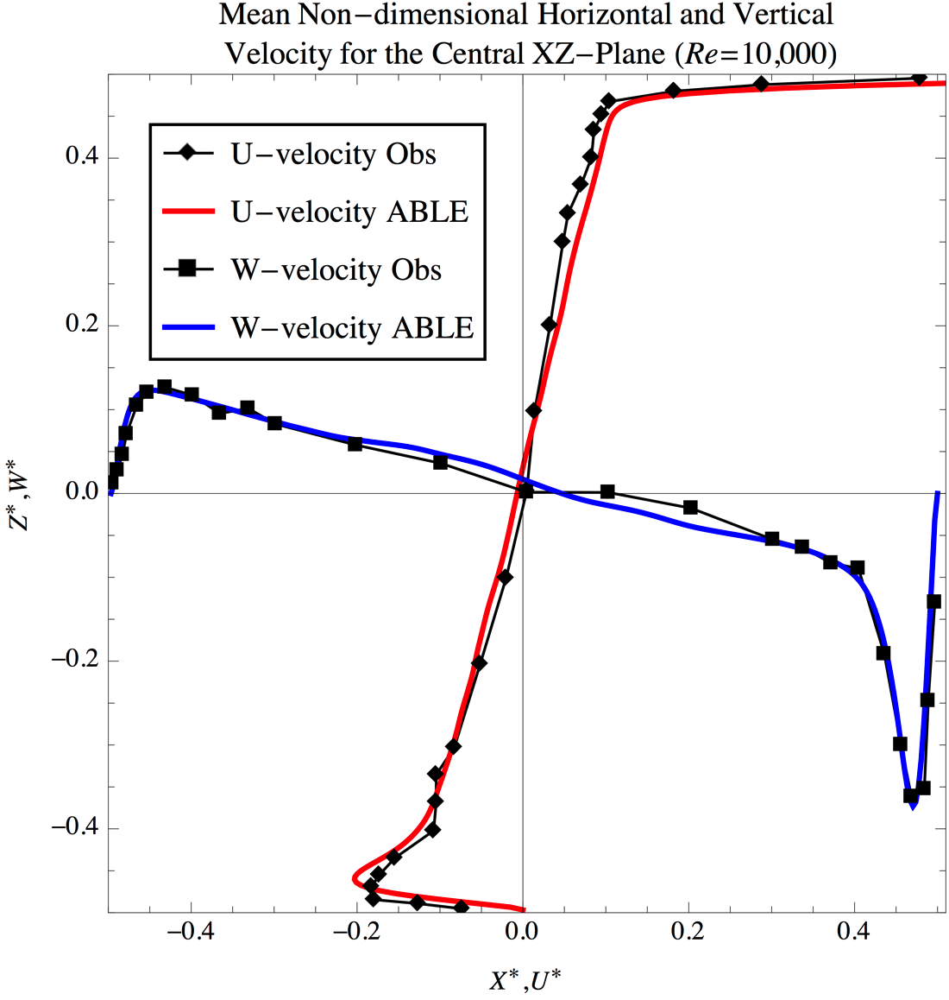 Mean Non−dimensional Horizontal and Vertical
Velocity for the Central XZ−Plane (Re=10,000)
U−velocity Obs
U−velocity ABLE
W−velocity Obs
W−velocity ABLE
0.4
0.2
0.0
−0.2
−0.4
Z*,W*
−0.4
−0.2
0.0
0.2
0.4
X*,U*